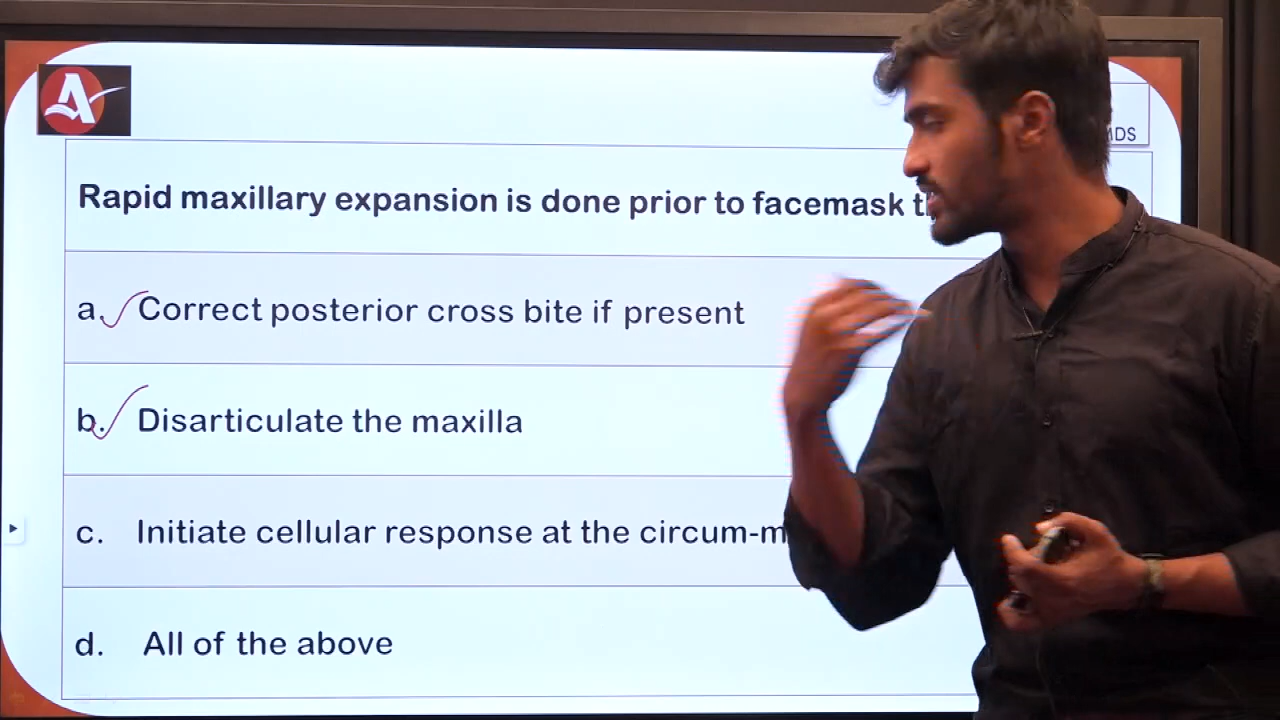 MDS
Rapid maxillary expansion is done prior to facemask
a. Correct posterior cross bite if present
b. Disarticulate the maxilla
c. Initiate cellular response at the circum-m
d. All of the above